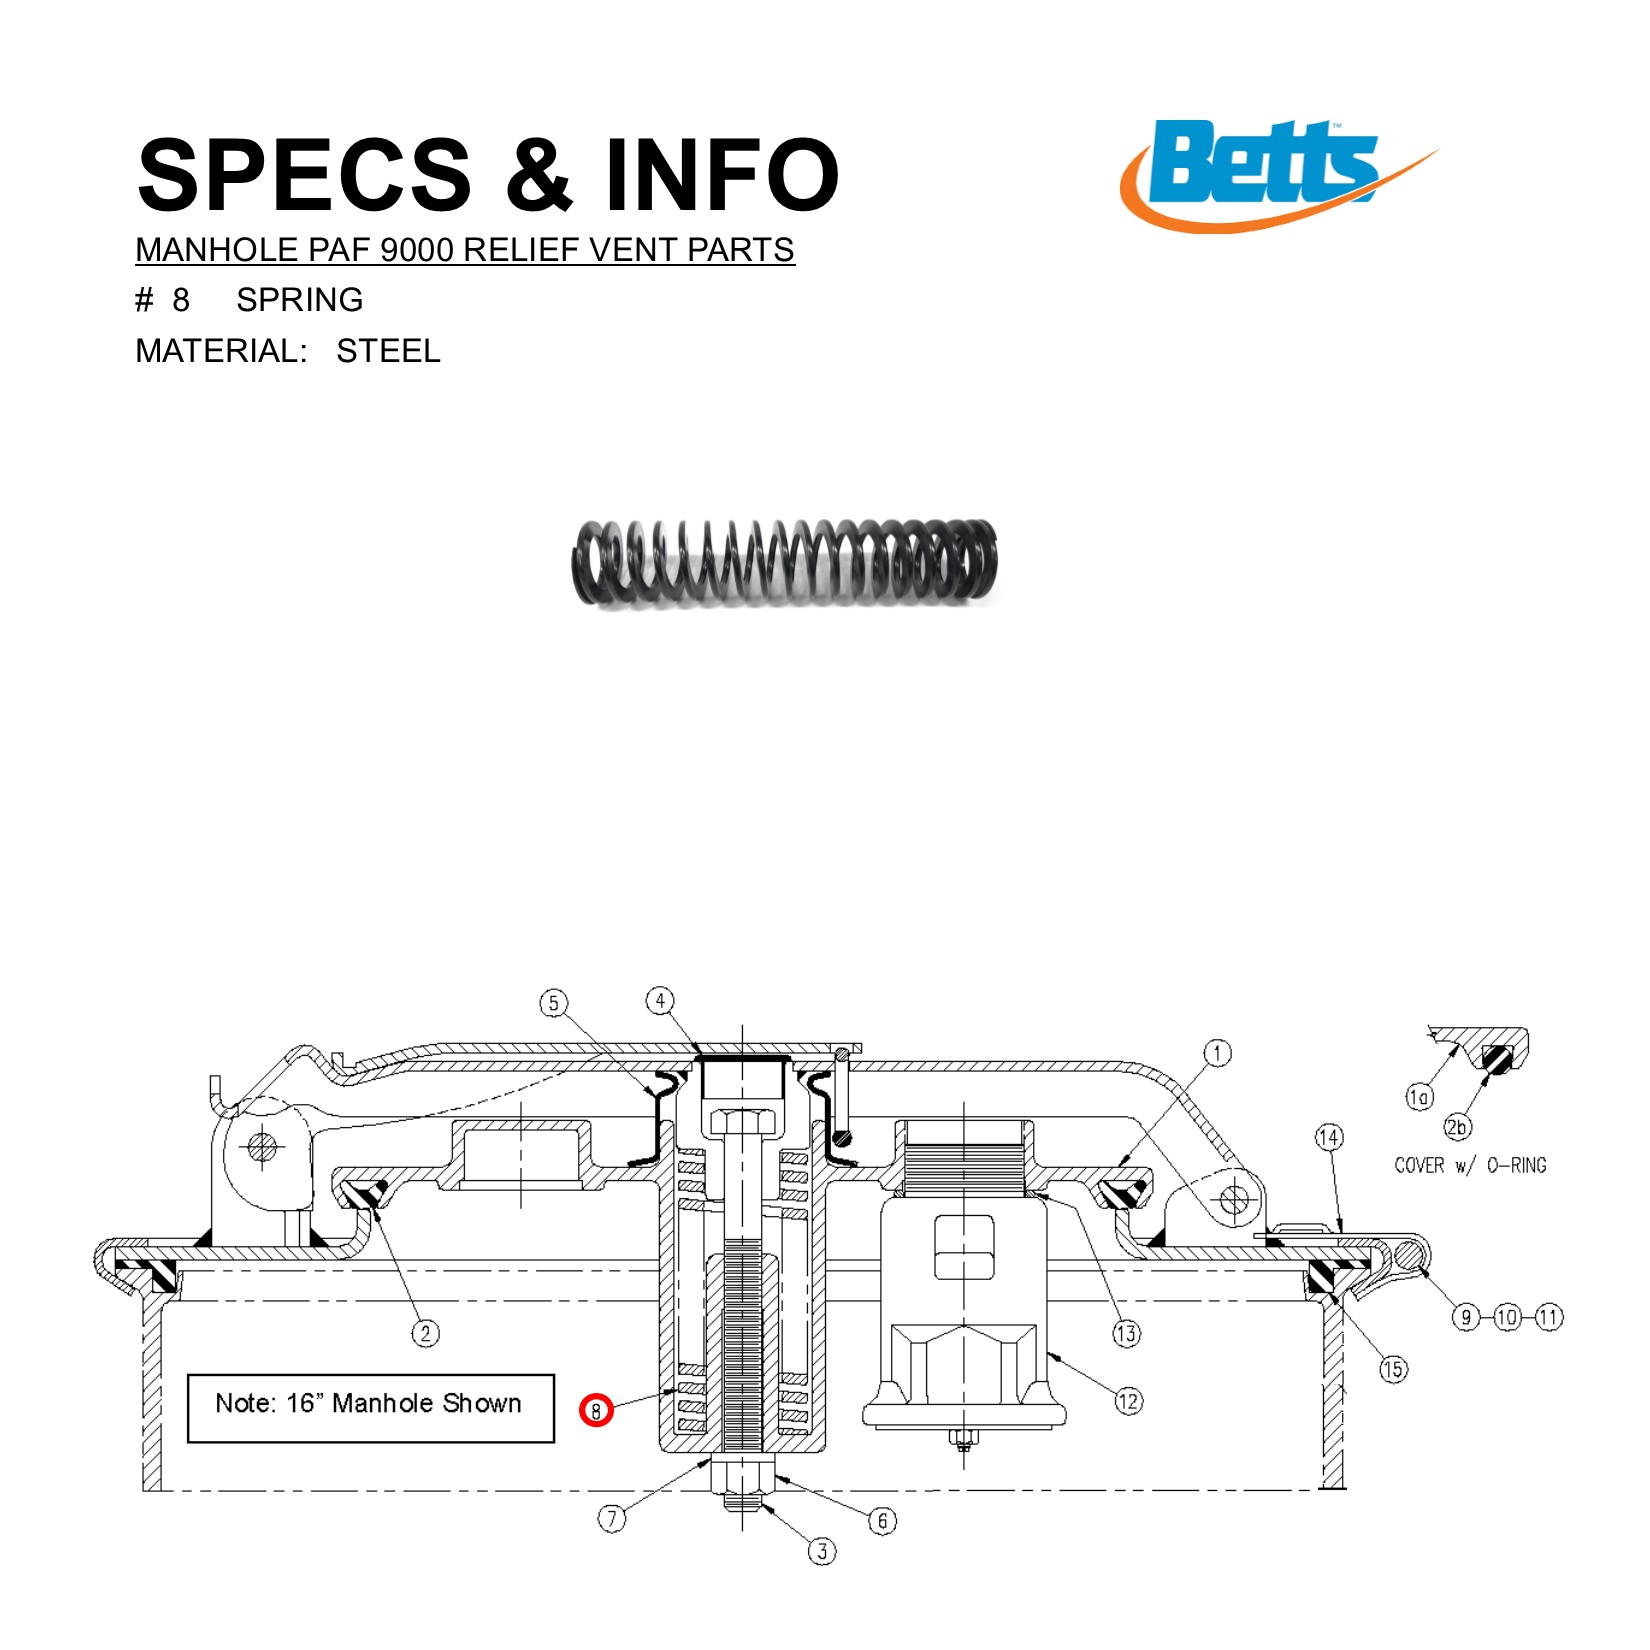 SPECS & INFO
Betts™
MANHOLE PAF 9000 RELIEF VENT PARTS
# 8 SPRING
MATERIAL: STEEL
5
4
1
1a
2b
14
COVER w/ O-RING
2
13
9 10 11
15
12
Note: 16” Manhole Shown
8
7
6
3